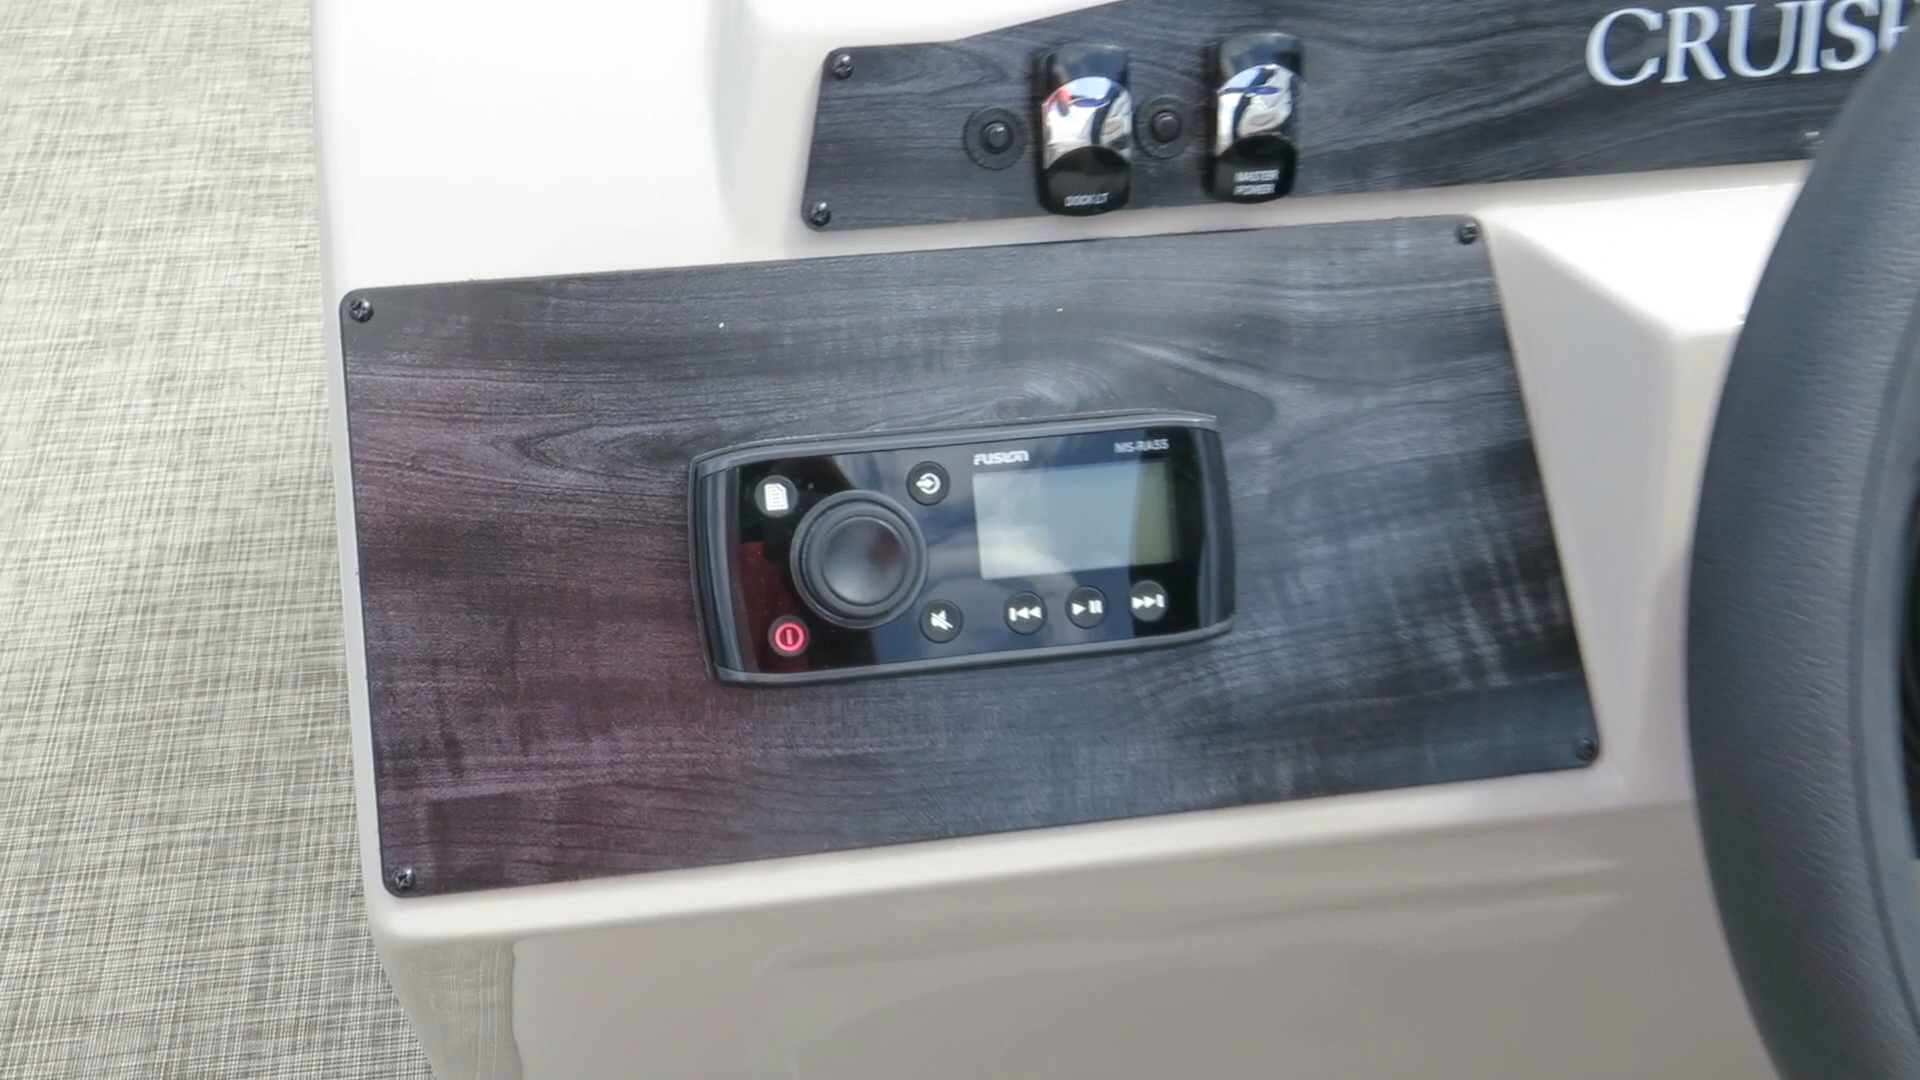 CRUISE
DOCK LT
MASTER
POWER
FUSION
MS-RA55